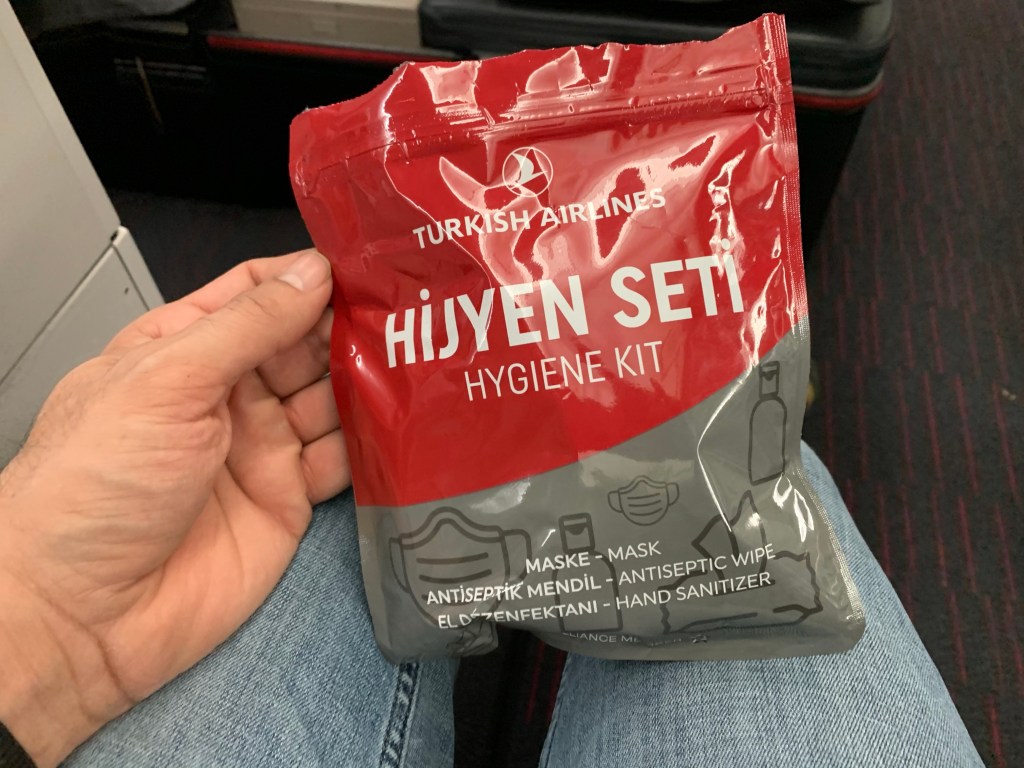 TURKISH AIRLINES
HİJYEN SETİ
HYGIENE KIT
MASKE - MASK
ANTİSEPTİK MENDİL - ANTISEPTIC WIPE
EL DEZENFEKTANI - HAND SANITIZER